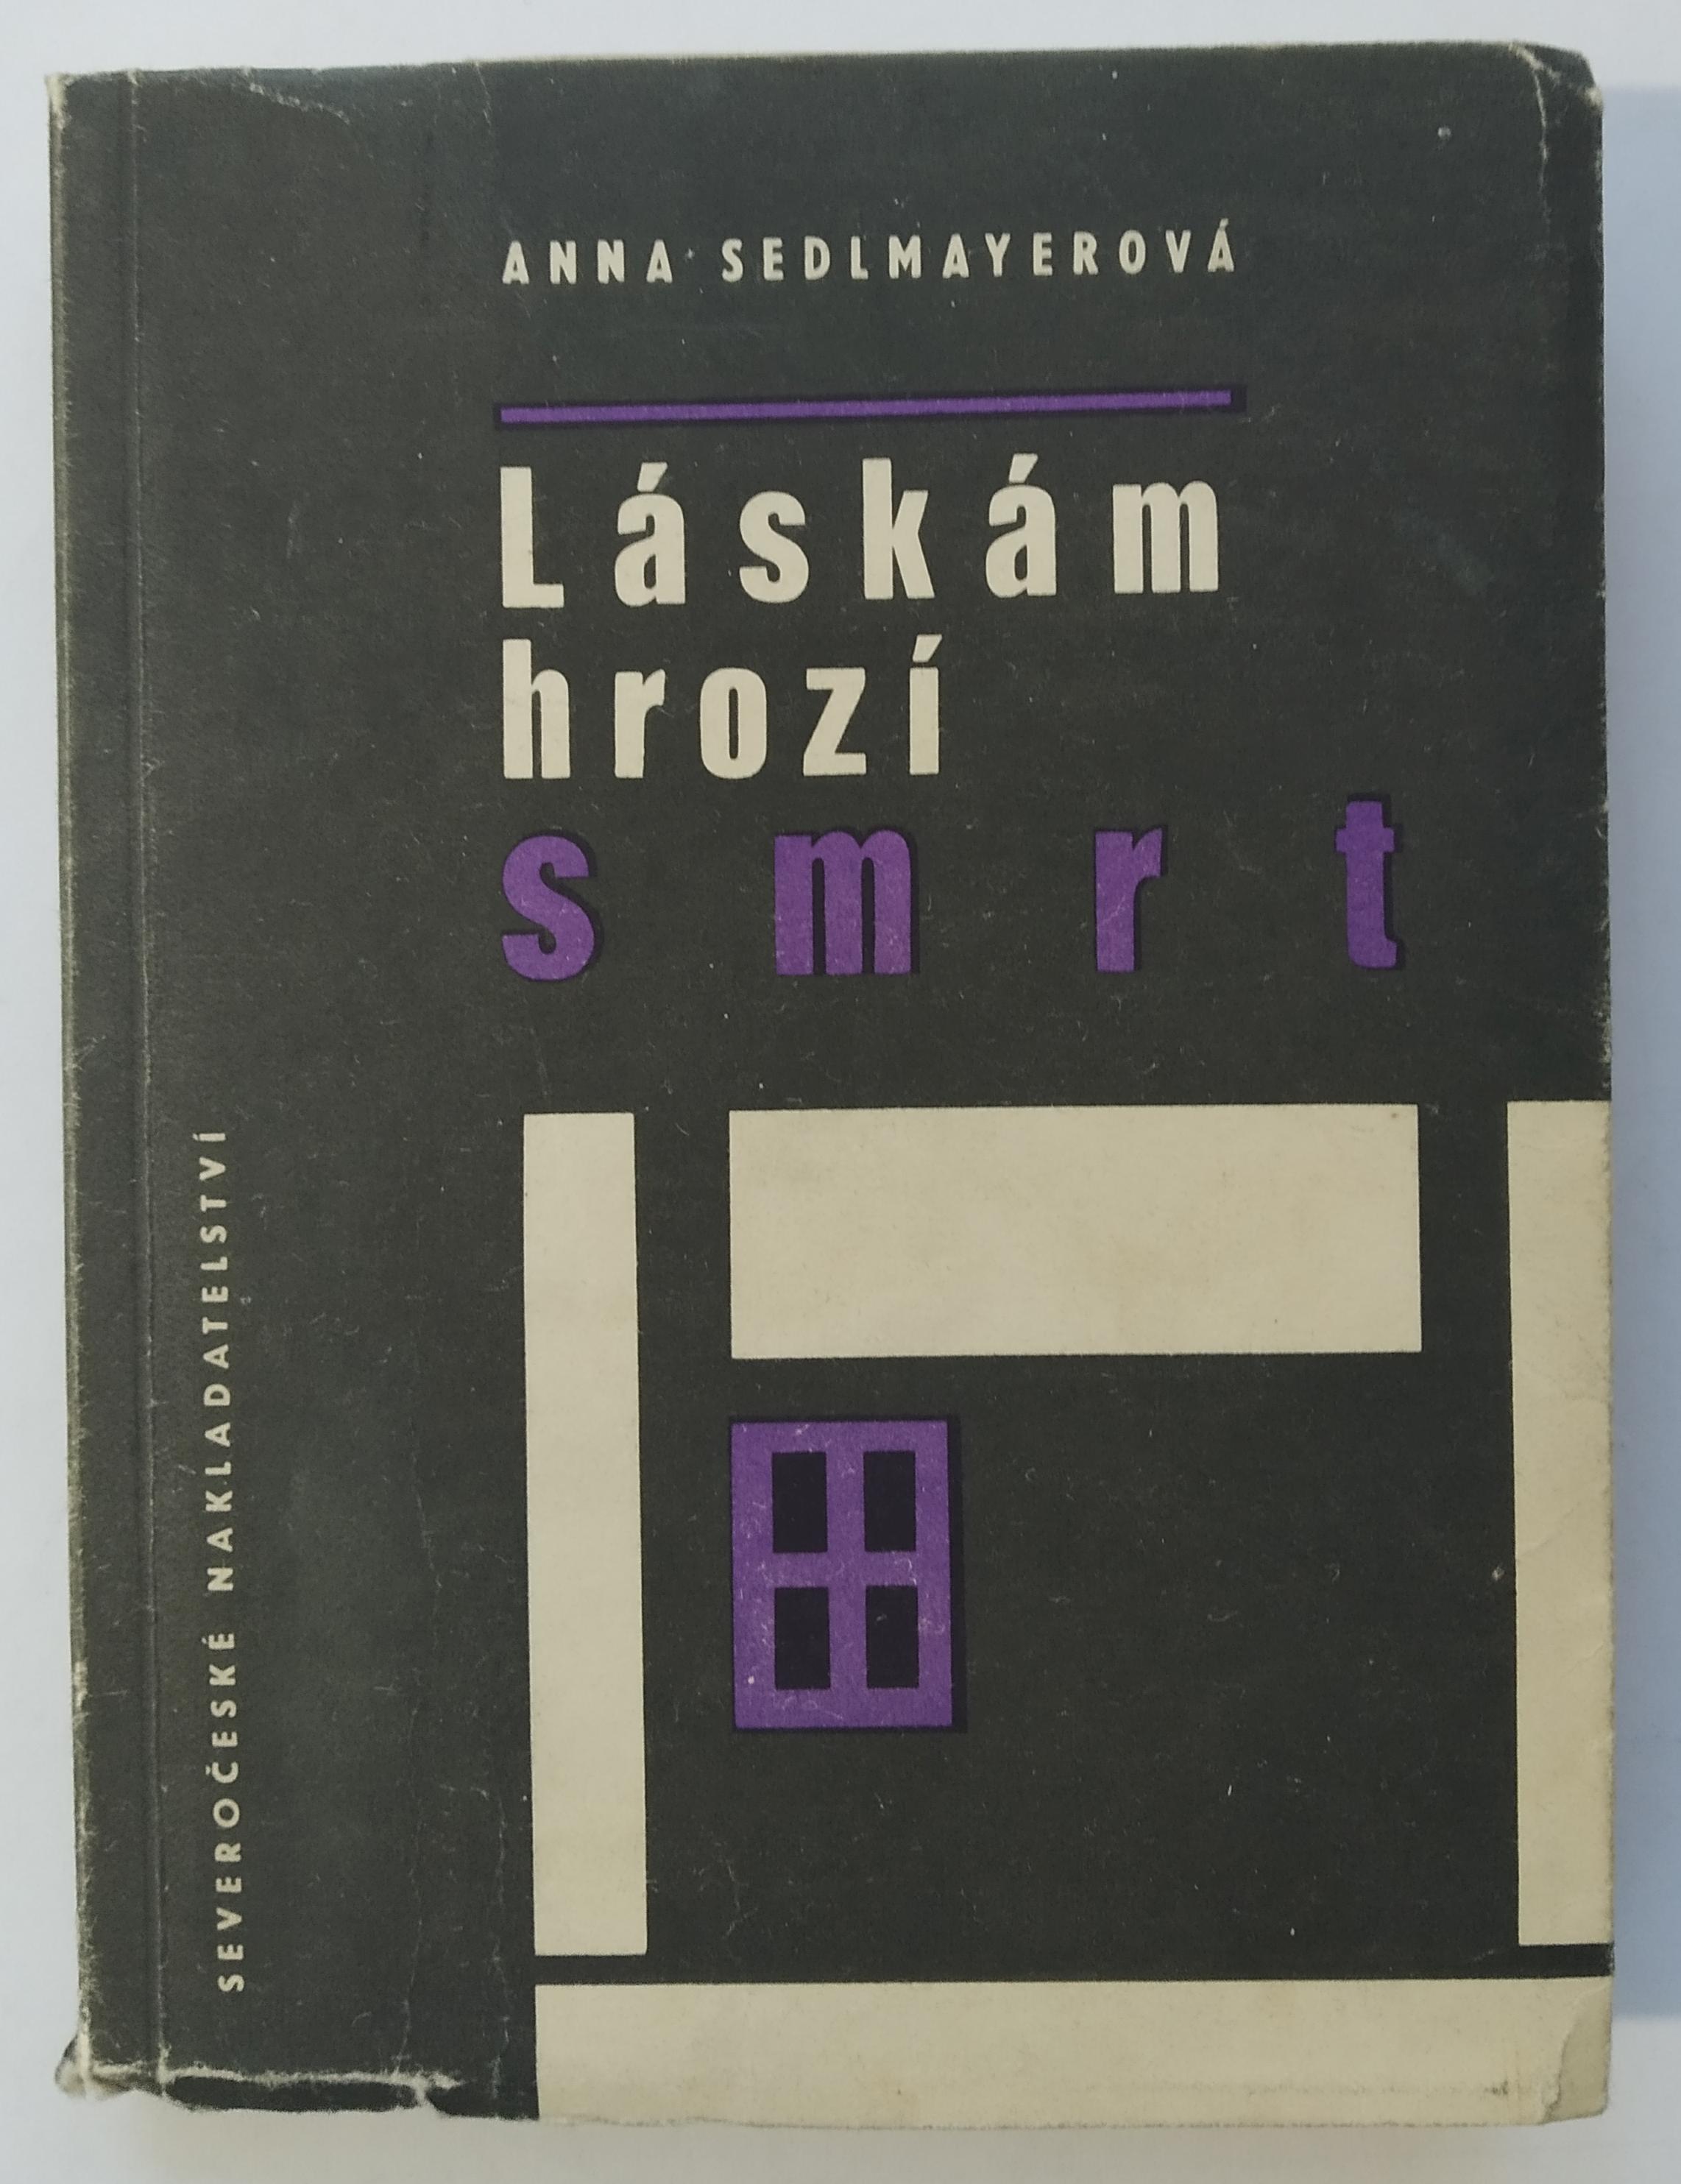 ANNA SEDLMAYEROVÁ
Láskám
hrozí
smrt
SEVEROČESKÉ NAKLADATELSTVÍ